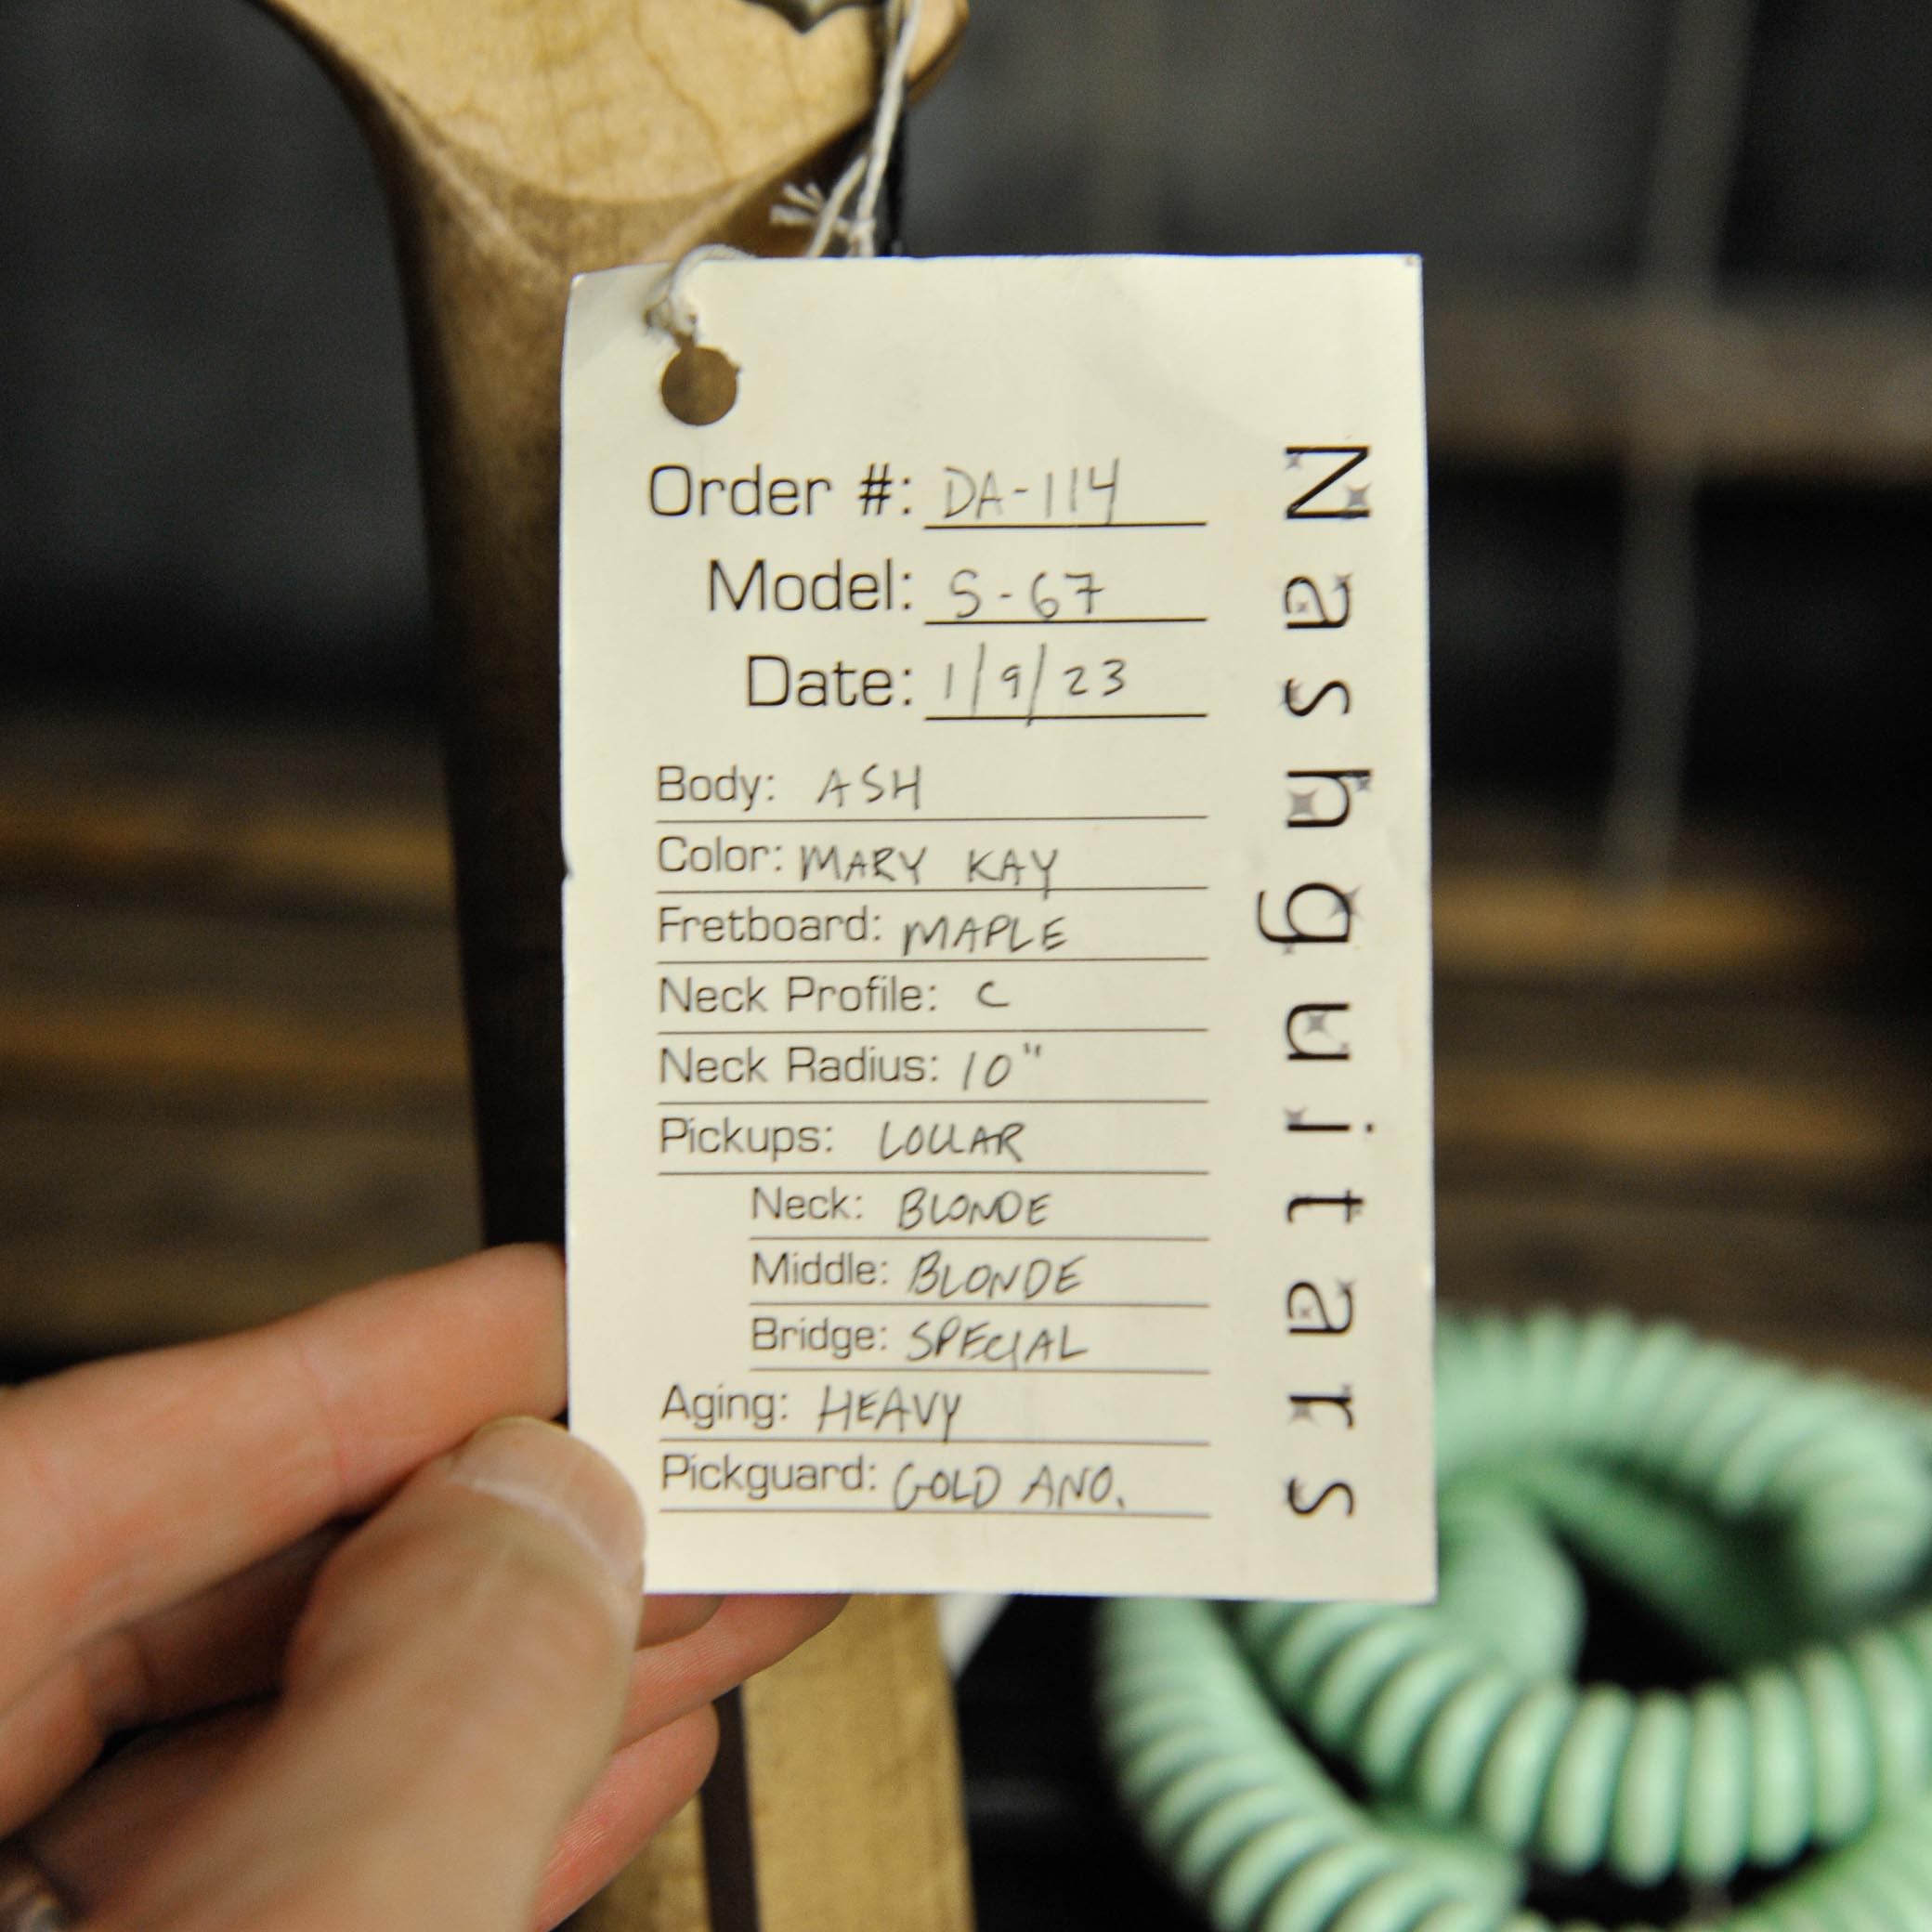 Order #: DA-114
Model: S-67
Date: 1/9/23
Body: ASH
Color: MARY KAY
Fretboard: MAPLE
Neck Profile: C
Neck Radius: 10"
Pickups: LOLLAR
Neck: BLONDE
Middle: BLONDE
Bridge: SPECIAL
Aging: HEAVY
Pickguard: GOLD ANO.
Nashguitars